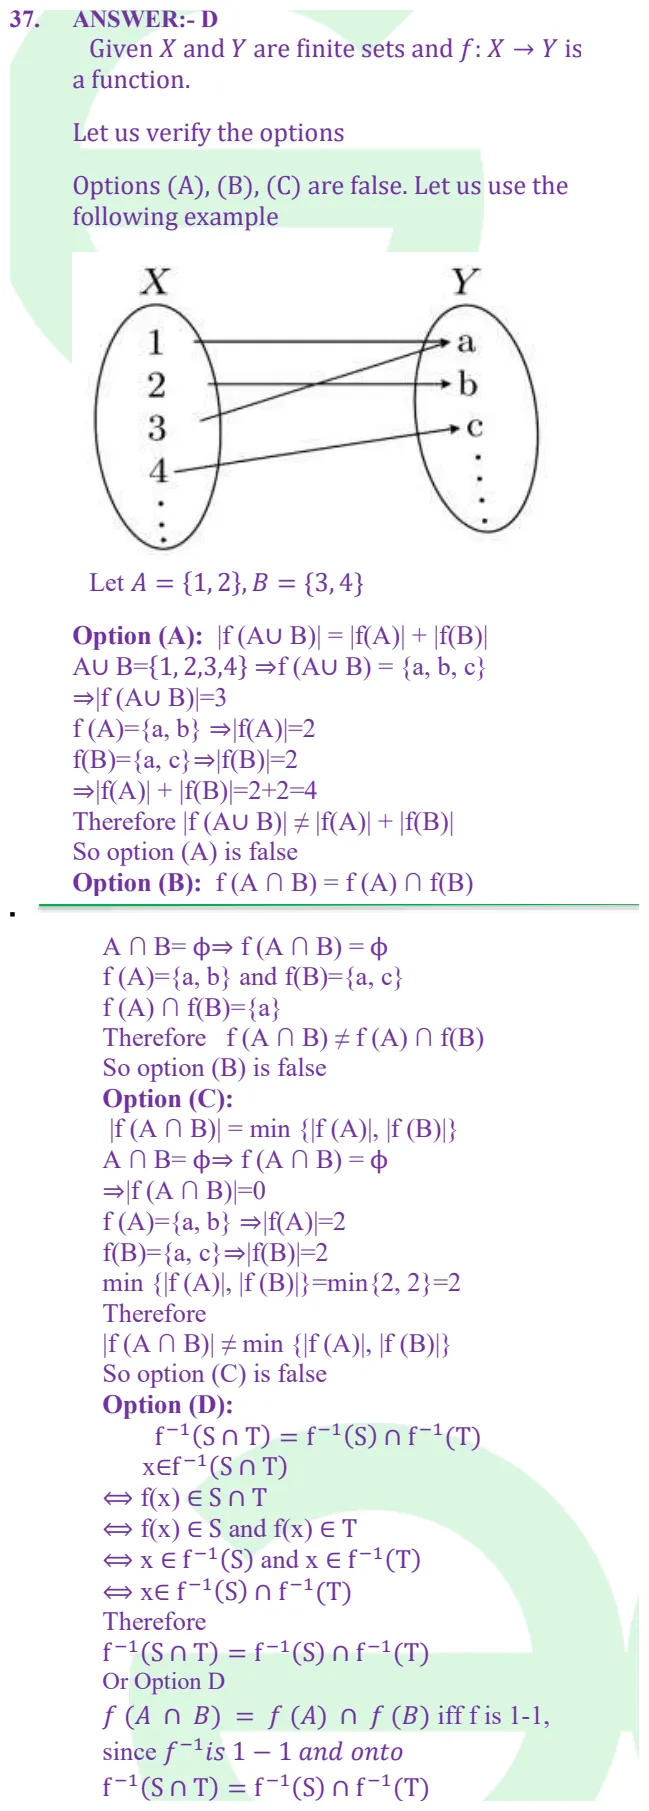 37. ANSWER:- D
Given X and Y are finite sets and f: X → Y is
a function.
Let us verify the options
Options (A), (B), (C) are false. Let us use the
following example
X Y
1 a
2 b
3 c
4
Let A = {1, 2}, B = {3, 4}
Option (A): |f (A∪ B)| = |f(A)| + |f(B)|
A∪ B={1, 2,3,4} ⇒f (A∪ B) = {a, b, c}
⇒|f (A∪ B)|=3
f (A)={a, b} ⇒|f(A)|=2
f(B)={a, c}⇒|f(B)|=2
⇒|f(A)| + |f(B)|=2+2=4
Therefore |f (A∪ B)| ≠ |f(A)| + |f(B)|
So option (A) is false
Option (B): f (A ∩ B) = f (A) ∩ f(B)
A ∩ B= ϕ⇒ f (A ∩ B) = ϕ
f (A)={a, b} and f(B)={a, c}
f (A) ∩ f(B)={a}
Therefore f (A ∩ B) ≠ f (A) ∩ f(B)
So option (B) is false
Option (C):
|f (A ∩ B)| = min {|f (A)|, |f (B)|}
A ∩ B= ϕ⇒ f (A ∩ B) = ϕ
⇒|f (A ∩ B)|=0
f (A)={a, b} ⇒|f(A)|=2
f(B)={a, c}⇒|f(B)|=2
min {|f (A)|, |f (B)|}=min{2, 2}=2
Therefore
|f (A ∩ B)| ≠ min {|f (A)|, |f (B)|}
So option (C) is false
Option (D):
f⁻¹(S ∩ T) = f⁻¹(S) ∩ f⁻¹(T)
x∈f⁻¹(S ∩ T)
⇔ f(x) ∈ S ∩ T
⇔ f(x) ∈ S and f(x) ∈ T
⇔ x ∈ f⁻¹(S) and x ∈ f⁻¹(T)
⇔ x∈ f⁻¹(S) ∩ f⁻¹(T)
Therefore
f⁻¹(S ∩ T) = f⁻¹(S) ∩ f⁻¹(T)
Or Option D
f (A ∩ B) = f (A) ∩ f (B) iff f is 1-1,
since f⁻¹is 1 − 1 and onto
f⁻¹(S ∩ T) = f⁻¹(S) ∩ f⁻¹(T)